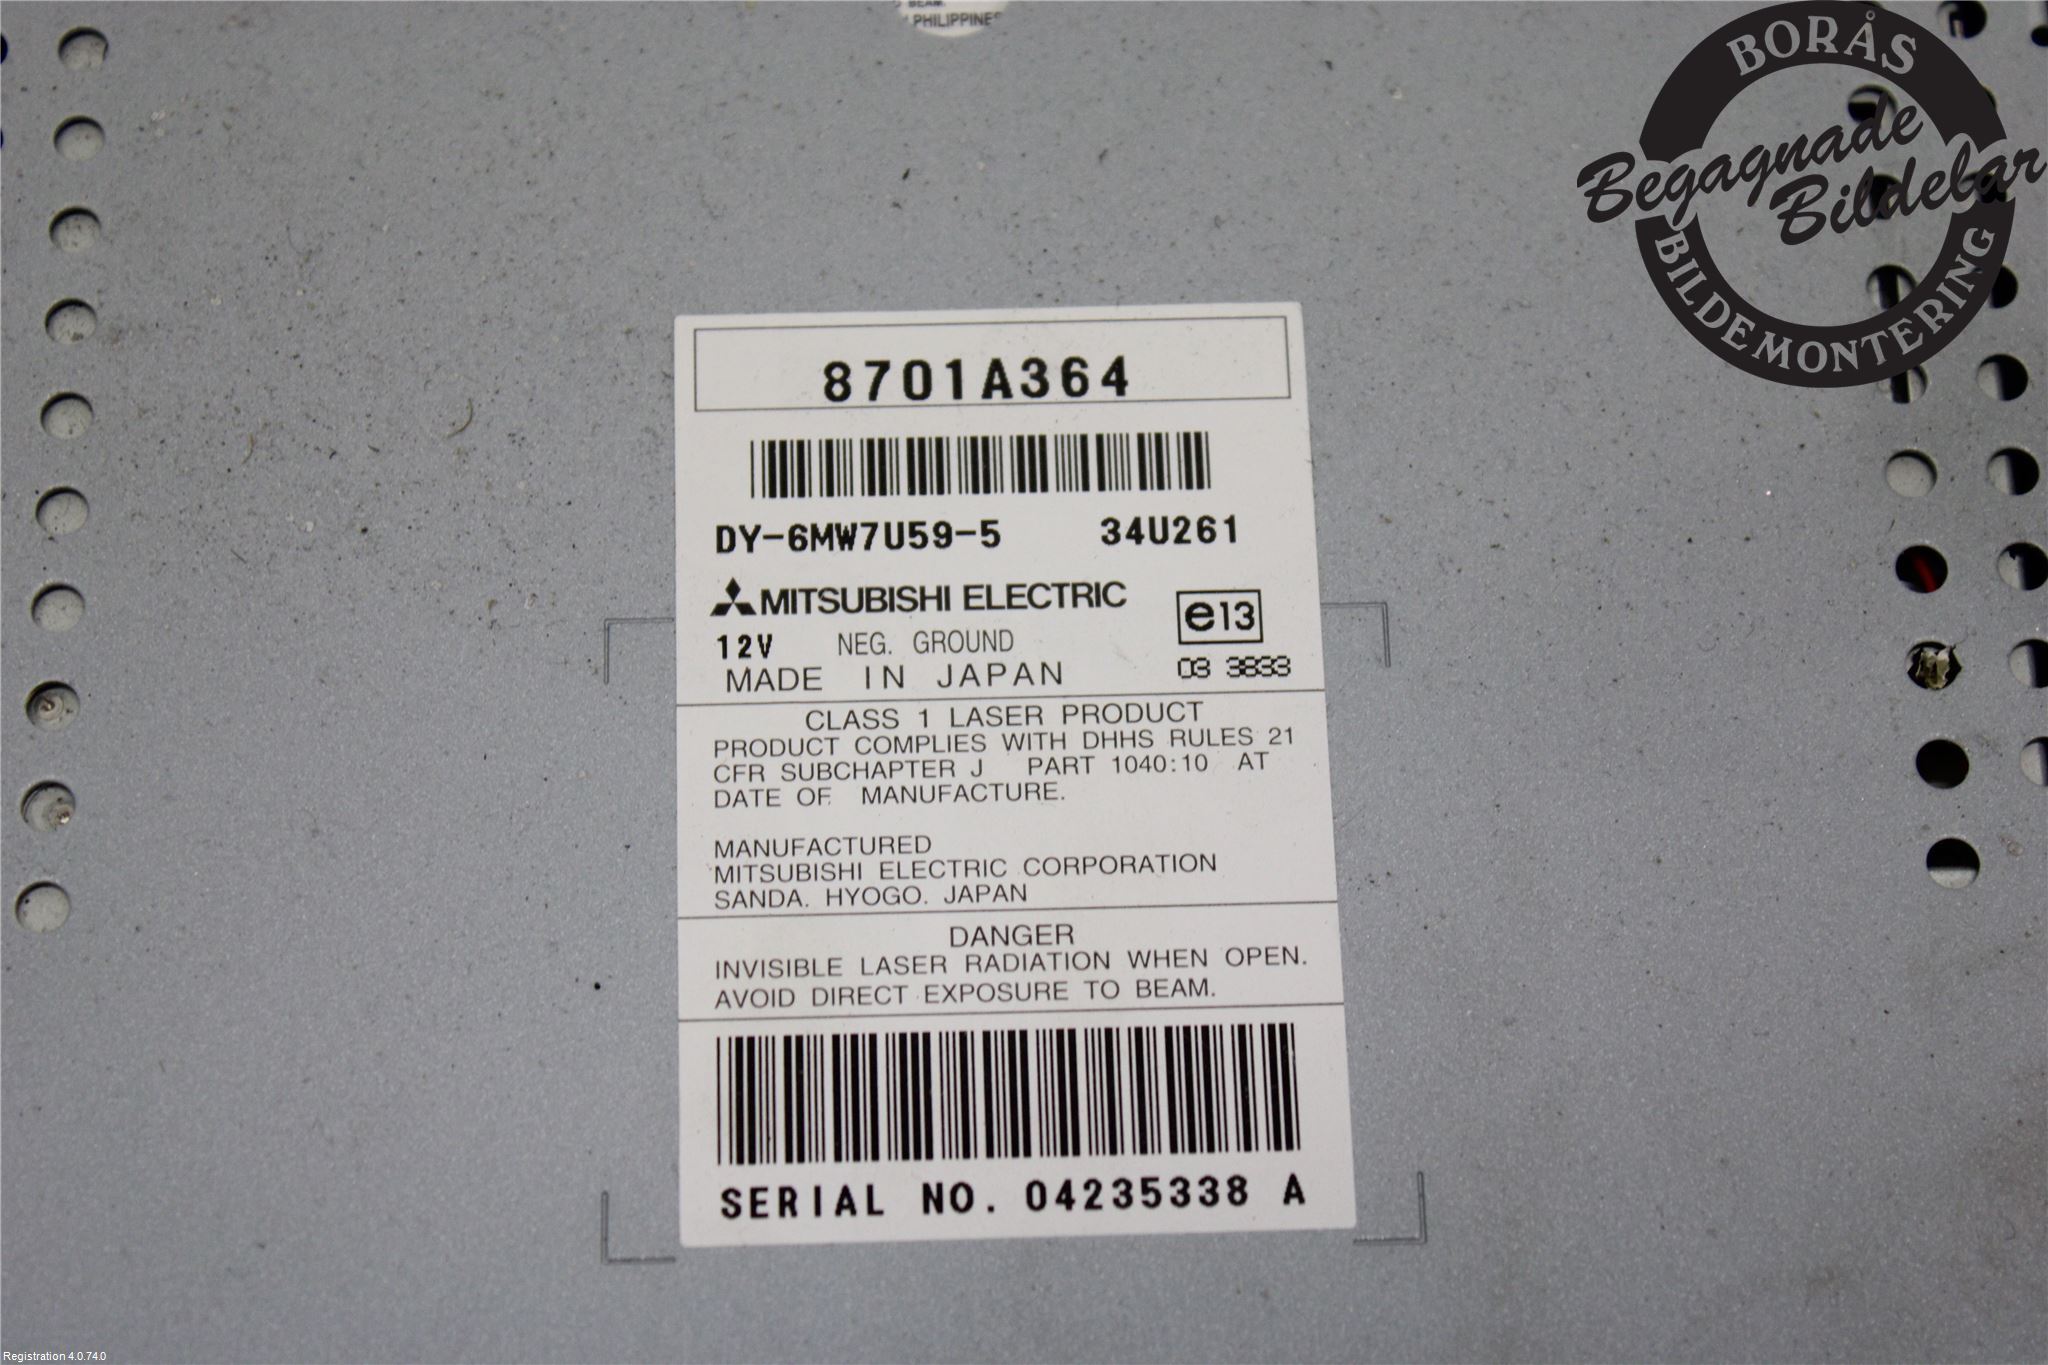 BEAM.
PHILIPPINES
BORÅS
Begagnade
Bildelar
BILDEMONTERING
8701A364
DY-6MW7U59-5 34U261
MITSUBISHI ELECTRIC
e13
12V NEG. GROUND
MADE IN JAPAN 03 3833
CLASS 1 LASER PRODUCT
PRODUCT COMPLIES WITH DHHS RULES 21
CFR SUBCHAPTER J PART 1040:10 AT
DATE OF MANUFACTURE.
MANUFACTURED
MITSUBISHI ELECTRIC CORPORATION
SANDA. HYOGO. JAPAN
DANGER
INVISIBLE LASER RADIATION WHEN OPEN.
AVOID DIRECT EXPOSURE TO BEAM.
SERIAL NO. 04235338 A
Registration 4.0.74.0